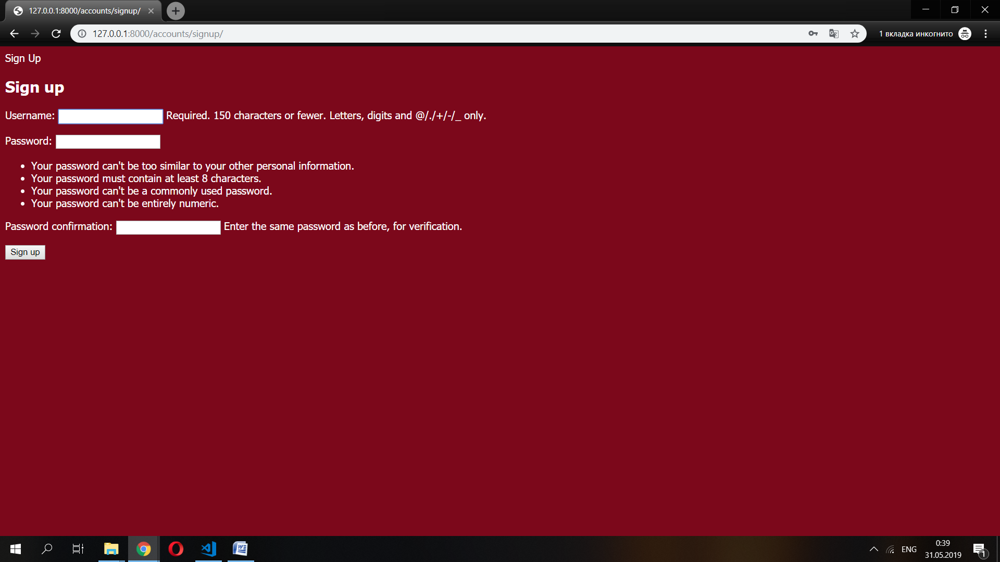 127.0.0.1:8000/accounts/signup/
127.0.0.1:8000/accounts/signup/
1 вкладка инкогнито
Sign Up
Sign up
Username: Required. 150 characters or fewer. Letters, digits and @/./+/-/_ only.
Password:
Your password can't be too similar to your other personal information.
Your password must contain at least 8 characters.
Your password can't be a commonly used password.
Your password can't be entirely numeric.
Password confirmation: Enter the same password as before, for verification.
Sign up
ENG
0:39
31.05.2019
1